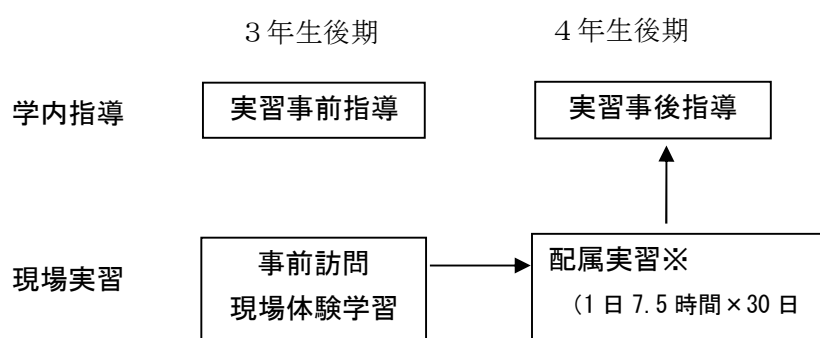 ３年生後期 ４年生後期
学内指導 実習事前指導 実習事後指導
事前訪問 配属実習※
現場実習
現場体験学習 （1 日 7.5 時間×30 日